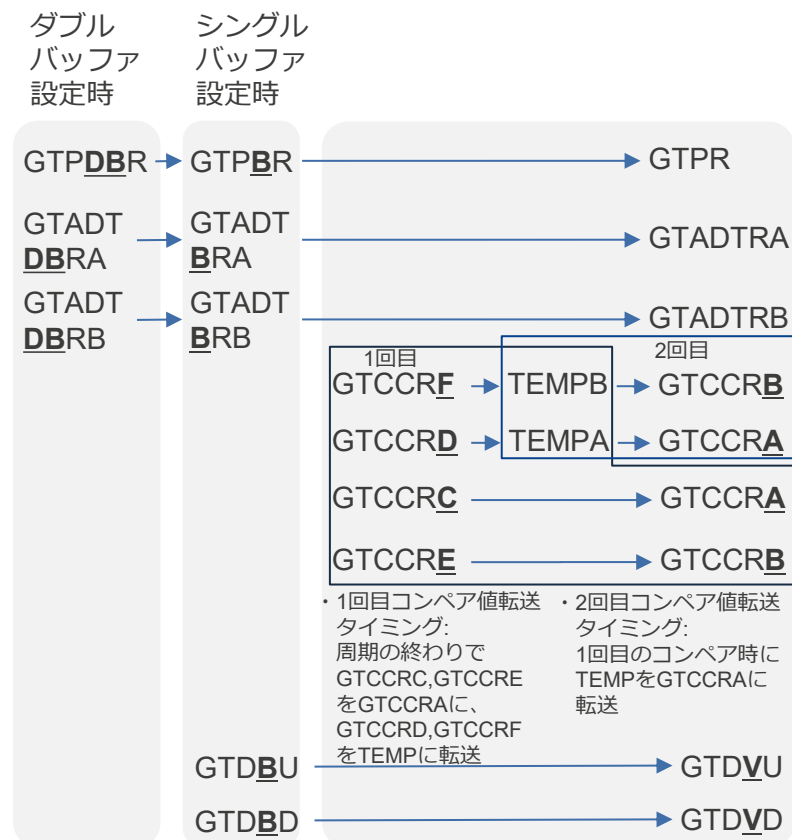 ダブル
バッファ
設定時
シングル
バッファ
設定時
GTPDBR
GTPBR
GTPR
GTADT
DBRA
GTADT
BRA
GTADTRA
GTADT
DBRB
GTADT
BRB
GTADTRB
1回目
2回目
GTCCRF
TEMPB
GTCCRB
GTCCRD
TEMPA
GTCCRA
GTCCRC
GTCCRA
GTCCRE
GTCCRB
・1回目コンペア値転送
タイミング:
周期の終わりで
GTCCRC,GTCCRE
をGTCCRAに、
GTCCRD,GTCCRF
をTEMPに転送
・2回目コンペア値転送
タイミング:
1回目のコンペア時に
TEMPをGTCCRAに
転送
GTDBU
GTDVU
GTDBD
GTDVD